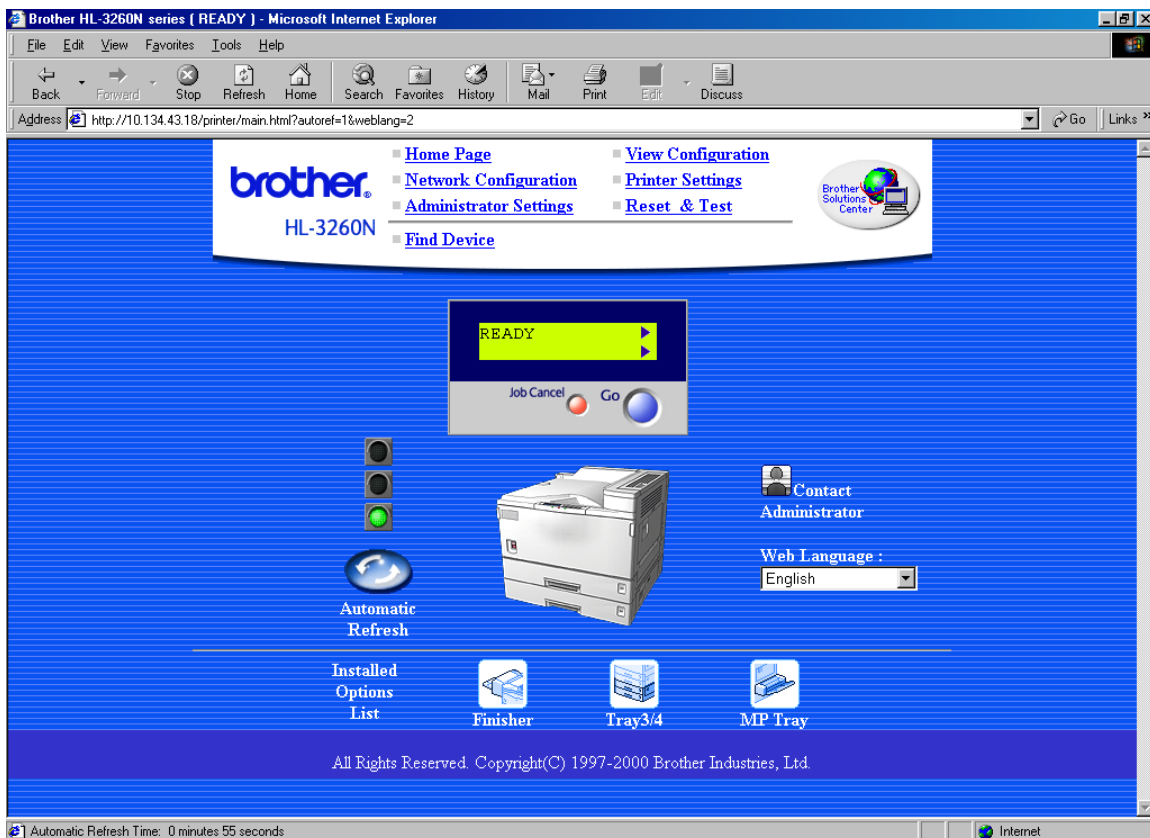 Brother HL-3260N series ( READY ) - Microsoft Internet Explorer
File Edit View Favorites Tools Help
Back Forward Stop Refresh Home Search Favorites History Mail Print Edit Discuss
Address http://10.134.43.18/printer/main.html?autoref=1&weblang=2 Go Links »
brother®
HL-3260N
Home Page View Configuration
Network Configuration Printer Settings
Administrator Settings Reset & Test
Find Device
Brother
Solutions
Center
READY
Job Cancel Go
Contact
Administrator
Web Language :
English
Automatic
Refresh
Installed
Options
List
Finisher Tray3/4 MP Tray
All Rights Reserved. Copyright(C) 1997-2000 Brother Industries, Ltd.
Automatic Refresh Time: 0 minutes 55 seconds Internet